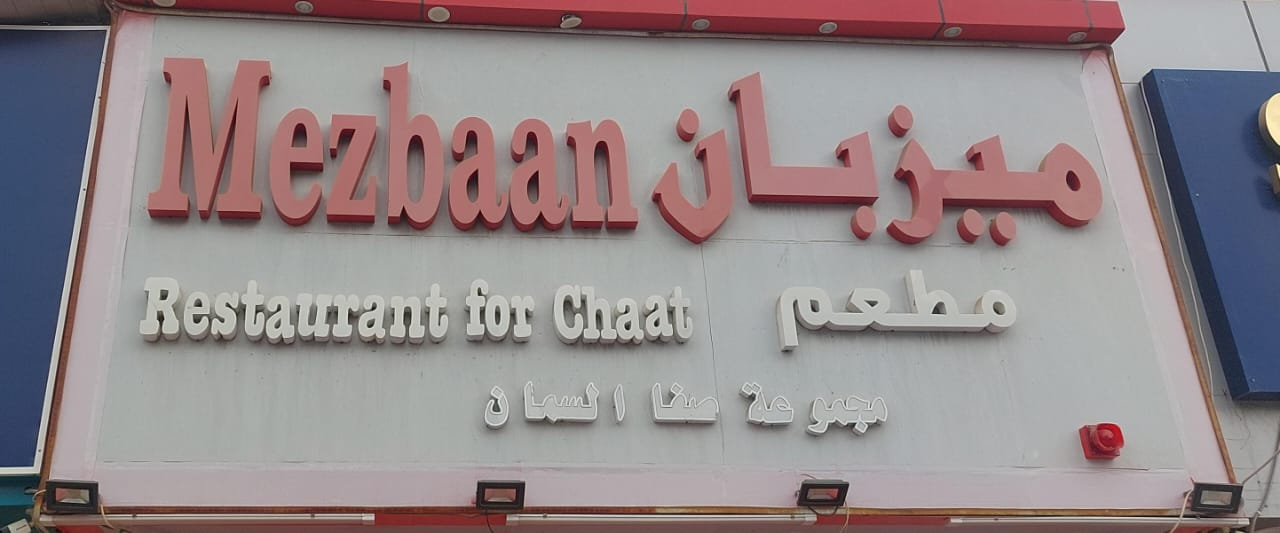 Mezbaan ميزبان
Restaurant for Chaat مطعم
مجموعة صفا السمان